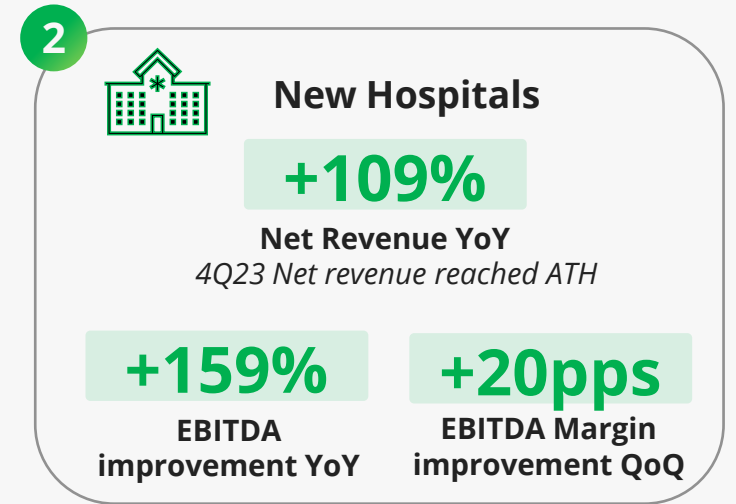 2
New Hospitals
+109%
Net Revenue YoY
4Q23 Net revenue reached ATH
+159%
EBITDA
improvement YoY
+20pps
EBITDA Margin
improvement QoQ